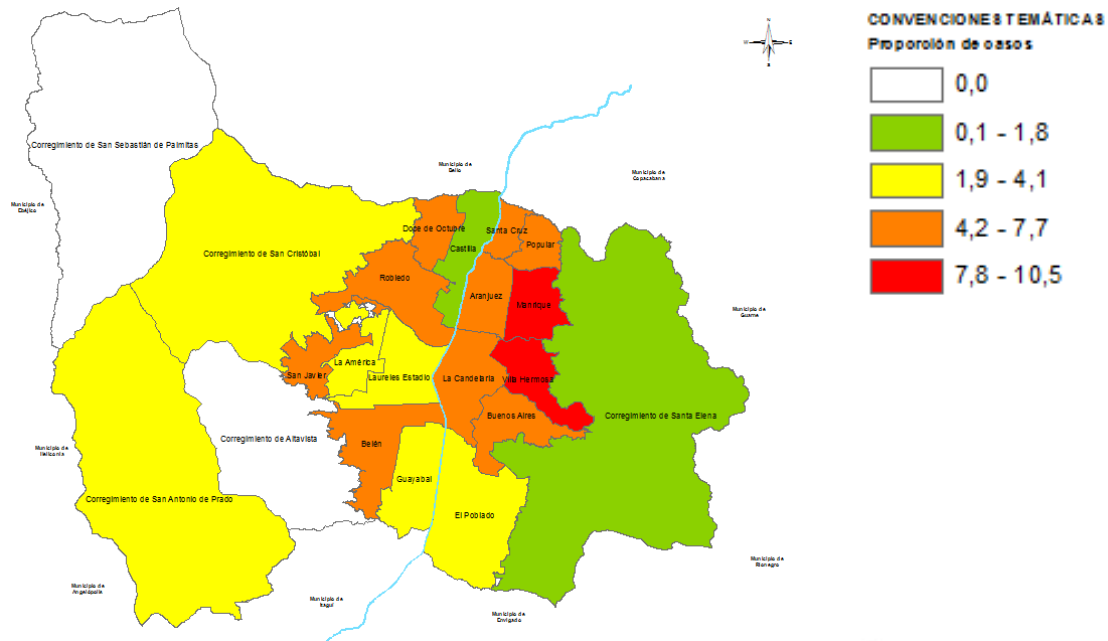 CONVENCIONES TEMÁTICAS
Proporción de casos
0,0
0,1 - 1,8
1,9 - 4,1
4,2 - 7,7
7,8 - 10,5
N
W
E
S
Corregimiento de San Sebastián de Palmitas
Municipio de
Bello
Municipio de
Copacabana
Municipio de
Ebéjico
Doce de Octubre
Santa Cruz
Castilla
Popular
Corregimiento de San Cristóbal
Robledo
Aranjuez
Manrique
Municipio de
Guarne
La América
San Javier
Laureles Estadio
La Candelaria
Villa Hermosa
Buenos Aires
Corregimiento de Santa Elena
Corregimiento de Altavista
Belén
Municipio de
Heliconia
Guayabal
Corregimiento de San Antonio de Prado
El Poblado
Municipio de
Rionegro
Municipio de
Angelópolis
Municipio de
Itagüí
Municipio de
Envigado